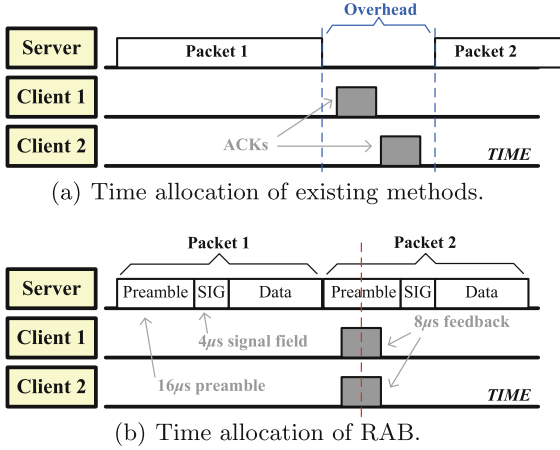 Overhead
Server
Packet 1
Packet 2
Client 1
ACKs
Client 2
TIME
(a) Time allocation of existing methods.
Packet 1
Packet 2
Server
Preamble SIG Data Preamble SIG Data
Client 1
4μs signal field
8μs feedback
16μs preamble
Client 2
TIME
(b) Time allocation of RAB.